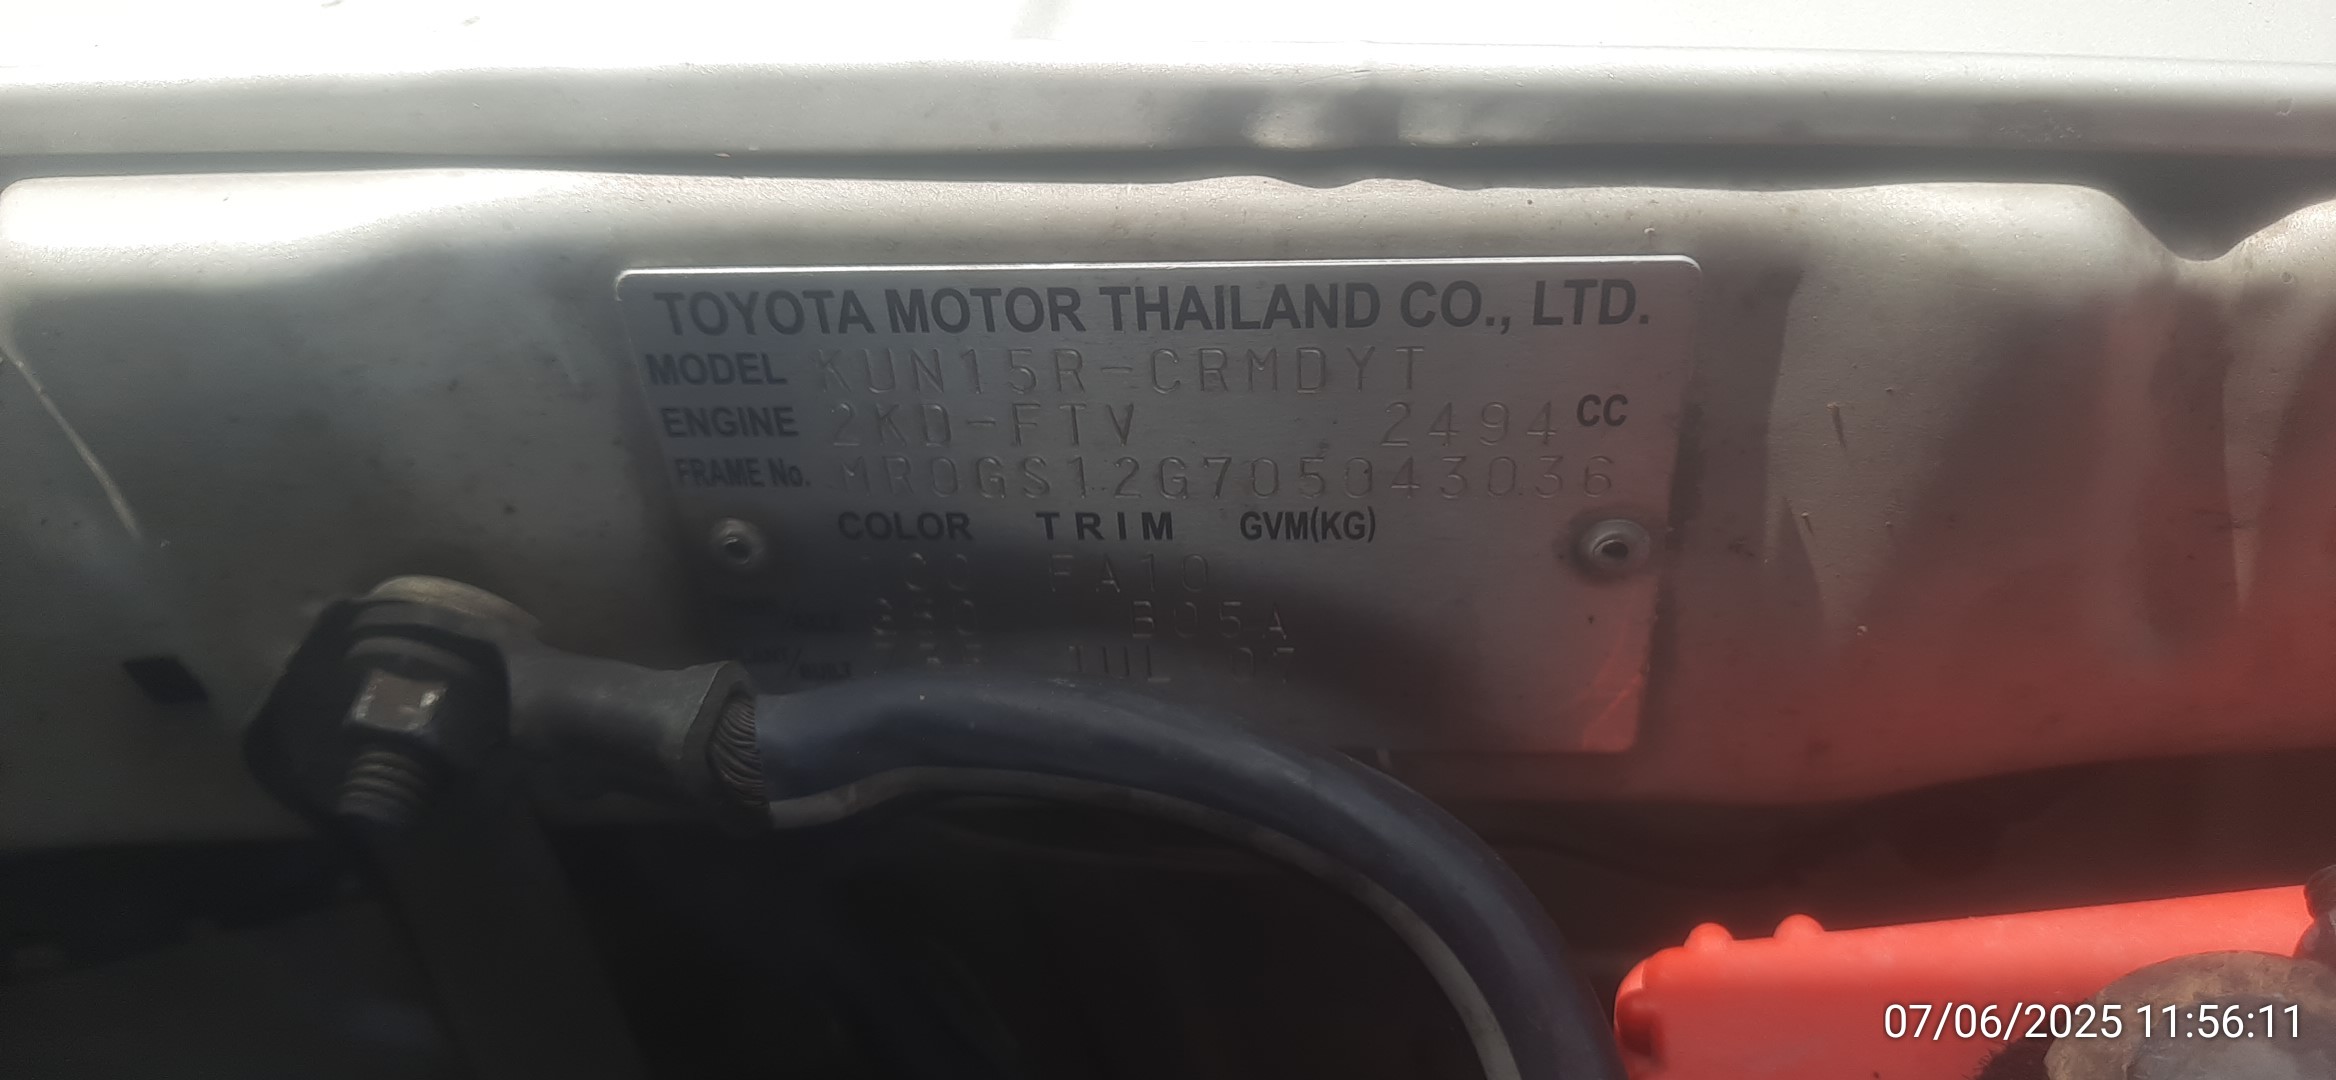 TOYOTA MOTOR THAILAND CO., LTD.
MODEL KUN15R-CRMDYT
ENGINE 2KD-FTV 2494 CC
FRAME No. MR0GS12G705043036
COLOR TRIM GVM(KG)
FA10
B05A
JUL 07
07/06/2025 11:56:11